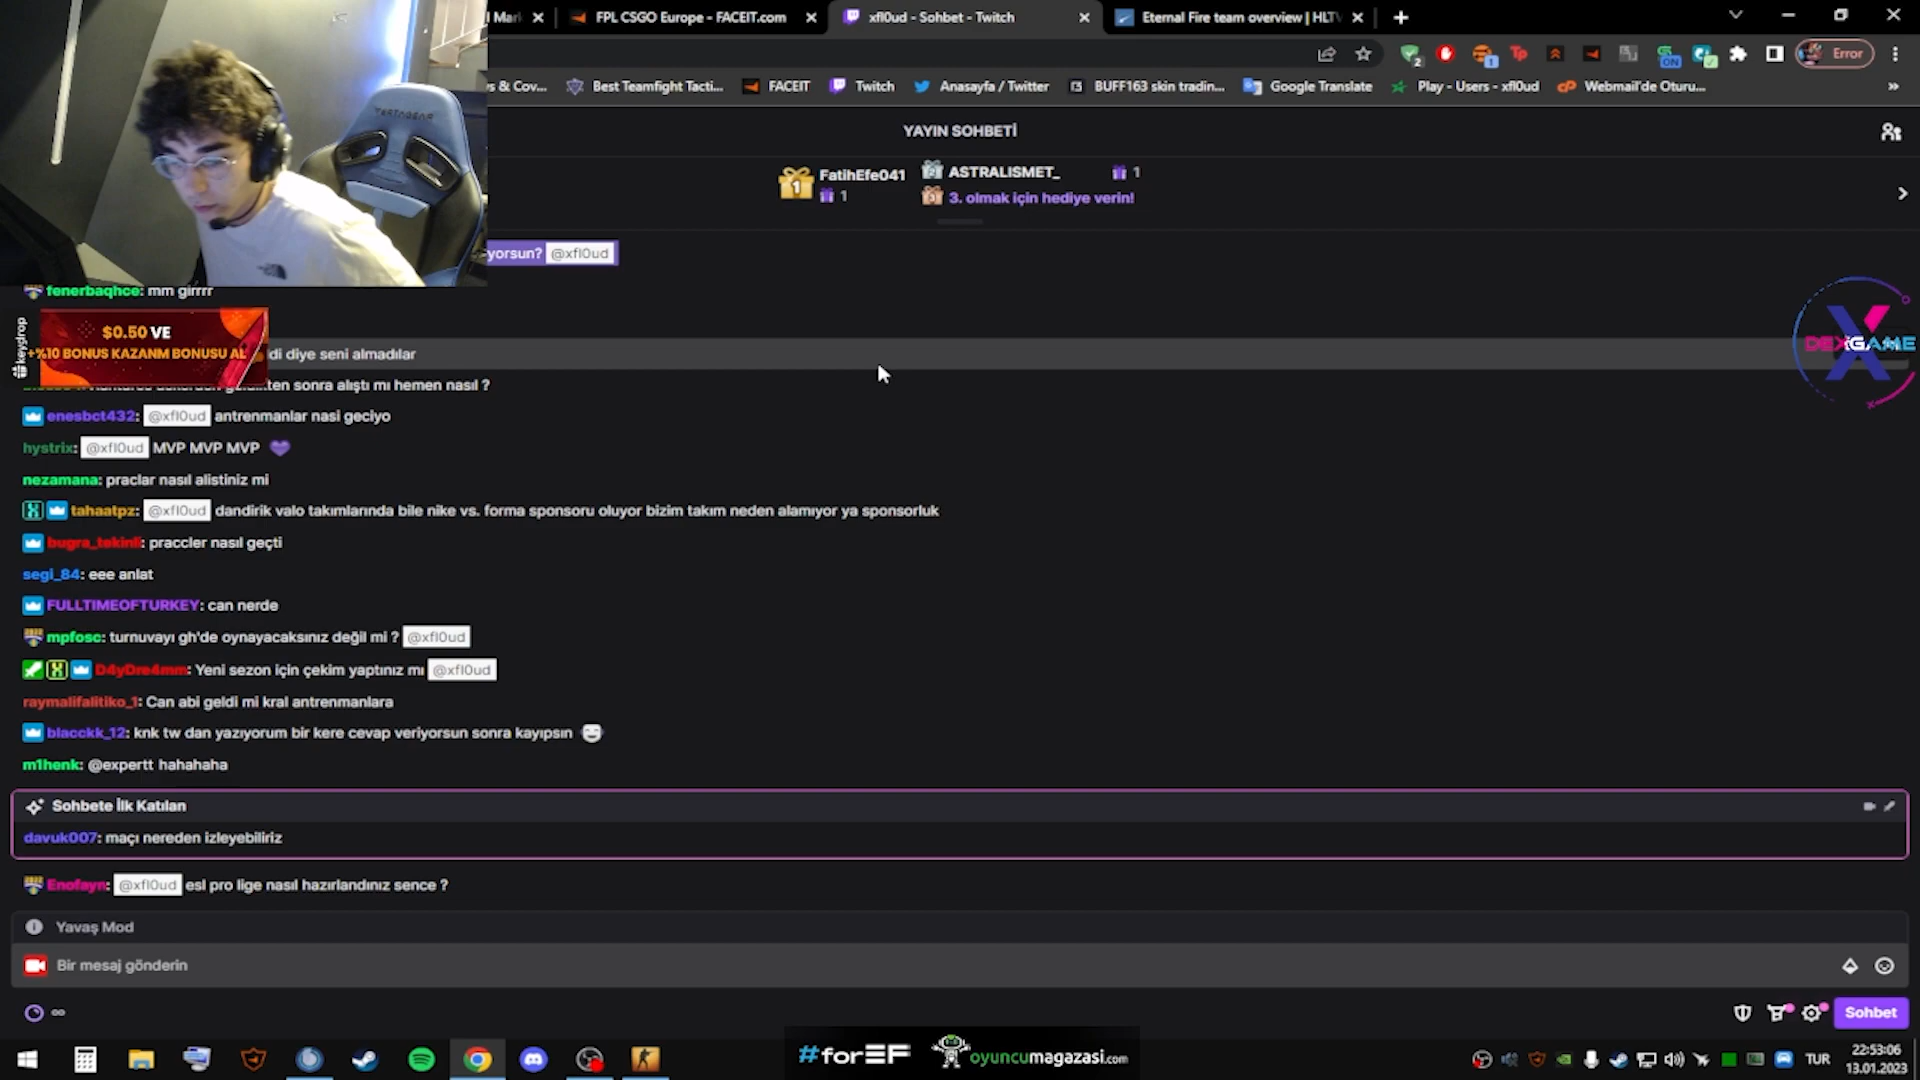 FPL CSGO Europe - FACEIT.com
xfl0ud - Sohbet - Twitch
Eternal Fire team overview | HLTV
Error
s & Cov...
Best Teamfight Tacti...
FACEIT
Twitch
Anasayfa / Twitter
BUFF163 skin tradin...
Google Translate
Play - Users - xfl0ud
Webmail'de Oturu...
YAYIN SOHBETİ
FatihEfe041
1
ASTRALISMET_ 1
3. olmak için hediye verin!
yorsun? @xfl0ud
fenerbaqhce: mm girrrr
keydrop
$0.50 VE
+%10 BONUS KAZANM BONUSU AL
di diye seni almadılar
sonra alıştı mı hemen nasıl ?
DEXGAME
enesbct432: @xfl0ud antrenmanlar nasi geciyo
hystrix: @xfl0ud MVP MVP MVP
nezamana: praclar nasıl alistiniz mi
tahaatpz: @xfl0ud dandirik valo takımlarında bile nike vs. forma sponsoru oluyor bizim takım neden alamıyor ya sponsorluk
bugra_tekinli: praccler nasıl geçti
segi_84: eee anlat
FULLTIMEOFTURKEY: can nerde
mpfosc: turnuvayı gh'de oynayacaksınız değil mi ? @xfl0ud
D4yDre4mm: Yeni sezon için çekim yaptınız mı @xfl0ud
raymalifalitiko_1: Can abi geldi mi kral antrenmanlara
blacckk_12: knk tw dan yazıyorum bir kere cevap veriyorsun sonra kayıpsın
m1henk: @expertt hahahaha
Sohbete İlk Katılan
davuk007: maçı nereden izleyebiliriz
Enofayn: @xfl0ud esl pro lige nasıl hazırlandınız sence ?
Yavaş Mod
Bir mesaj gönderin
Sohbet
#forEF
oyuncumagazasi.com
TUR
22:53:06
13.01.2023